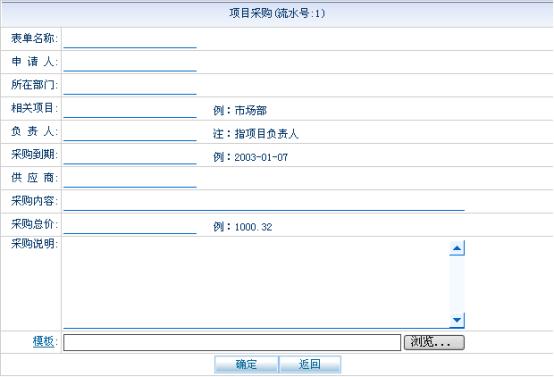 项目采购(流水号:1)
表单名称:
申 请 人:
所在部门:
相关项目: 例：市场部
负 责 人: 注：指项目负责人
采购到期: 例：2003-01-07
供 应 商:
采购内容:
采购总价: 例：1000.32
采购说明:
模板: 浏览...
确定 返回